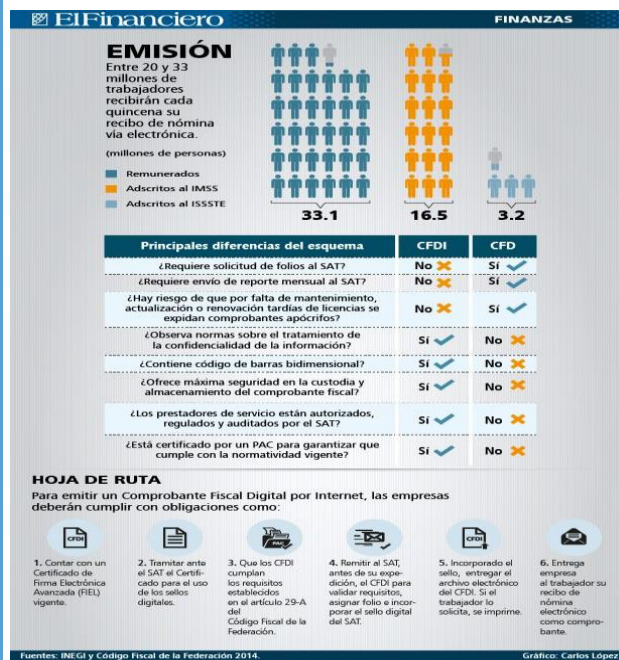 El Financiero
FINANZAS
EMISIÓN
Entre 20 y 33
millones de
trabajadores
recibirán cada
quincena su
recibo de nómina
vía electrónica.
(millones de personas)
Remunerados
Adscritos al IMSS
Adscritos al ISSSTE
33.1
16.5
3.2
Principales diferencias del esquema CFDI CFD
¿Requiere solicitud de folios al SAT? No Sí
¿Requiere envío de reporte mensual al SAT? No Sí
¿Hay riesgo de que por falta de mantenimiento,
actualización o renovación tardías de licencias se
expidan comprobantes apócrifos? No Sí
¿Observa normas sobre el tratamiento de
la confidencialidad de la información? Sí No
¿Contiene código de barras bidimensional? Sí No
¿Ofrece máxima seguridad en la custodia y
almacenamiento del comprobante fiscal? Sí No
¿Los prestadores de servicio están autorizados,
regulados y auditados por el SAT? Sí No
¿Está certificado por un PAC para garantizar que
cumple con la normatividad vigente? Sí No
HOJA DE RUTA
Para emitir un Comprobante Fiscal Digital por Internet, las empresas
deberán cumplir con obligaciones como:
CFDI
PAC
CFDI
1. Contar con un
Certificado de
Firma Electrónica
Avanzada (FIEL)
vigente.
2. Tramitar ante
el SAT el Certifi-
cado para el uso
de los sellos
digitales.
3. Que los CFDI
cumplan
los requisitos
establecidos
en el artículo 29-A
del
Código Fiscal de la
Federación.
4. Remitir al SAT,
antes de su expe-
dición, el CFDI para
validar requisitos,
asignar folio e incor-
porar el sello digital
del SAT.
5. Incorporado el
sello, entregar el
archivo electrónico
del CFDI. Si el
trabajador lo
solicita, se imprime.
6. Entrega
empresa
al trabajador su
recibo de
nómina
electrónico
como compro-
bante.
Fuentes: INEGI y Código Fiscal de la Federación 2014.
Gráfico: Carlos López